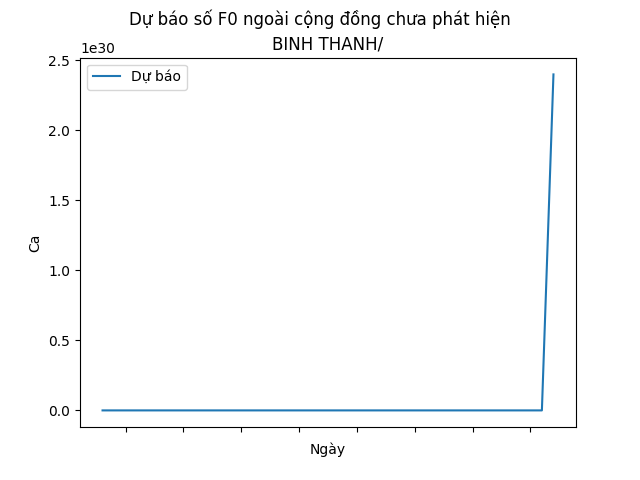 Dự báo số F0 ngoài cộng đồng chưa phát hiện
BINH THANH/
1e30
Dự báo
2.5
2.0
1.5
1.0
0.5
0.0
Ca
Ngày